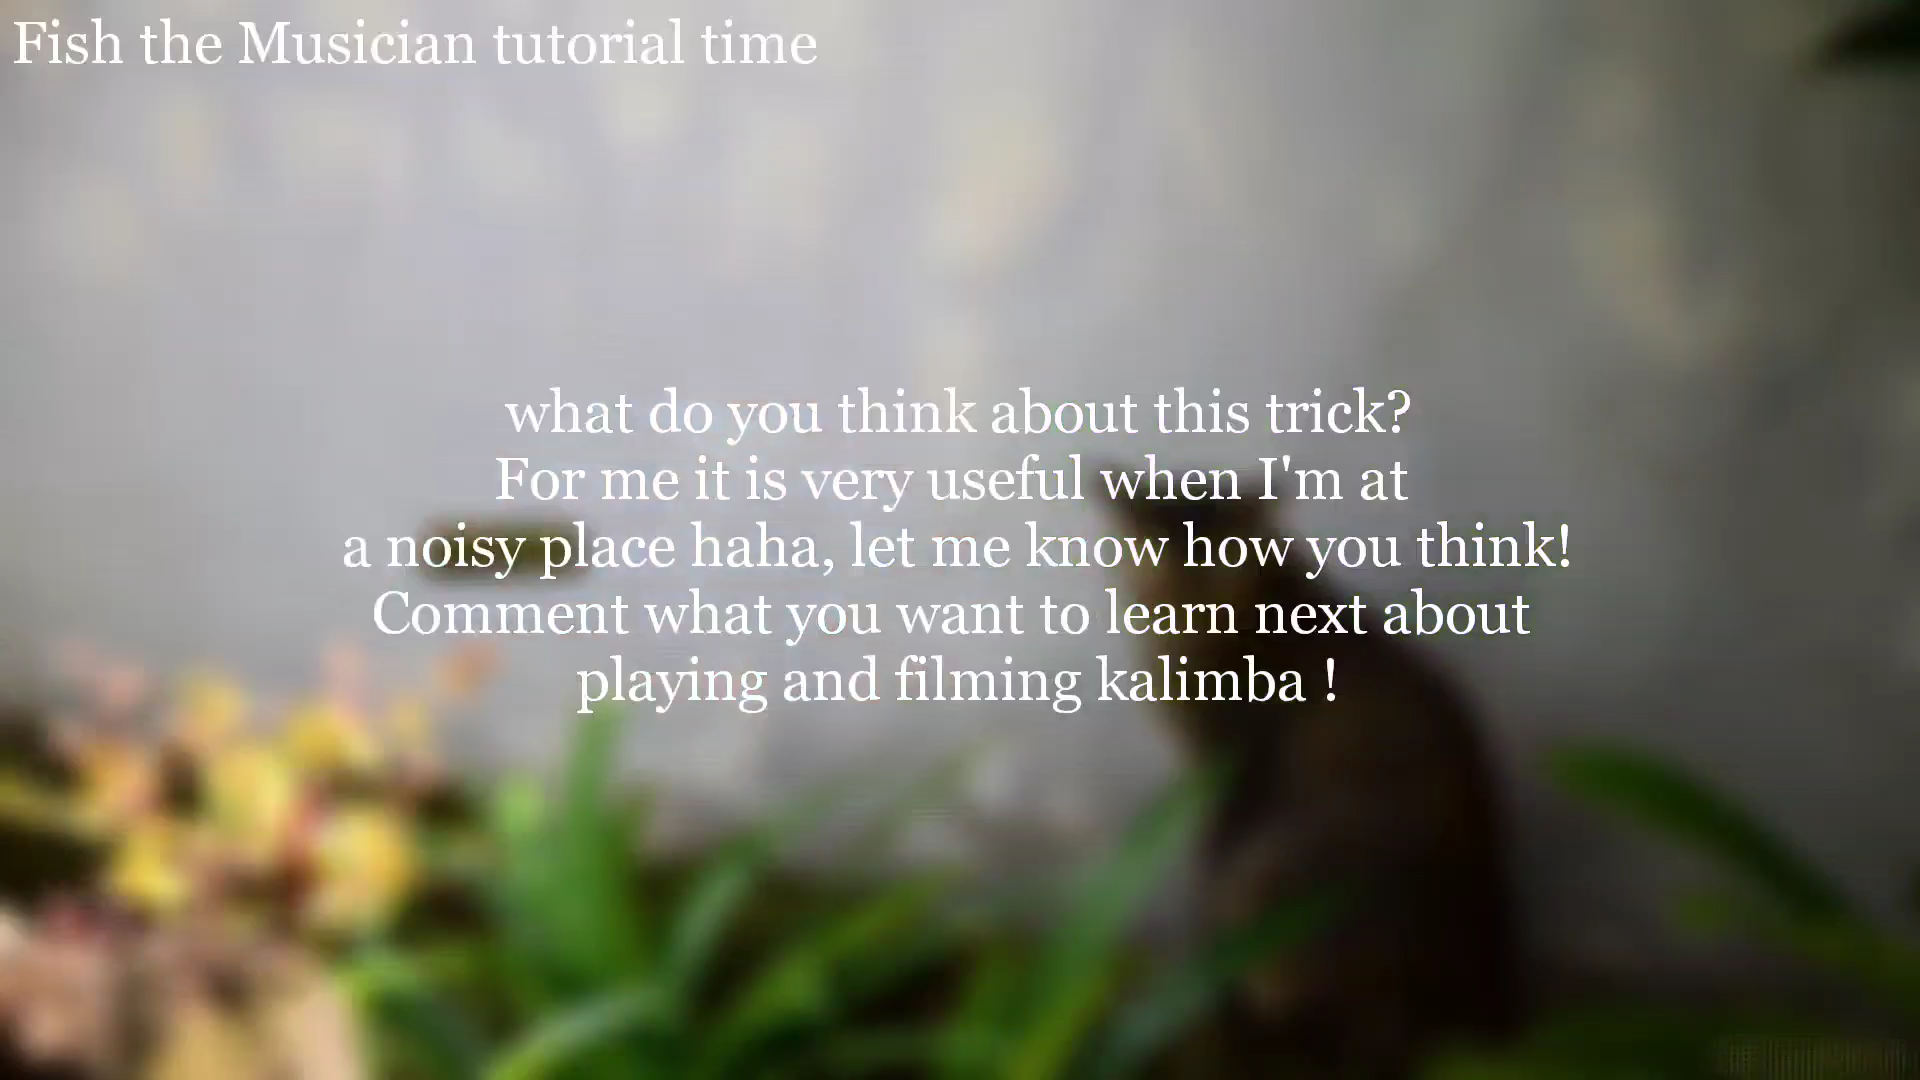 Fish the Musician tutorial time
what do you think about this trick?
For me it is very useful when I'm at
a noisy place haha, let me know how you think!
Comment what you want to learn next about
playing and filming kalimba !